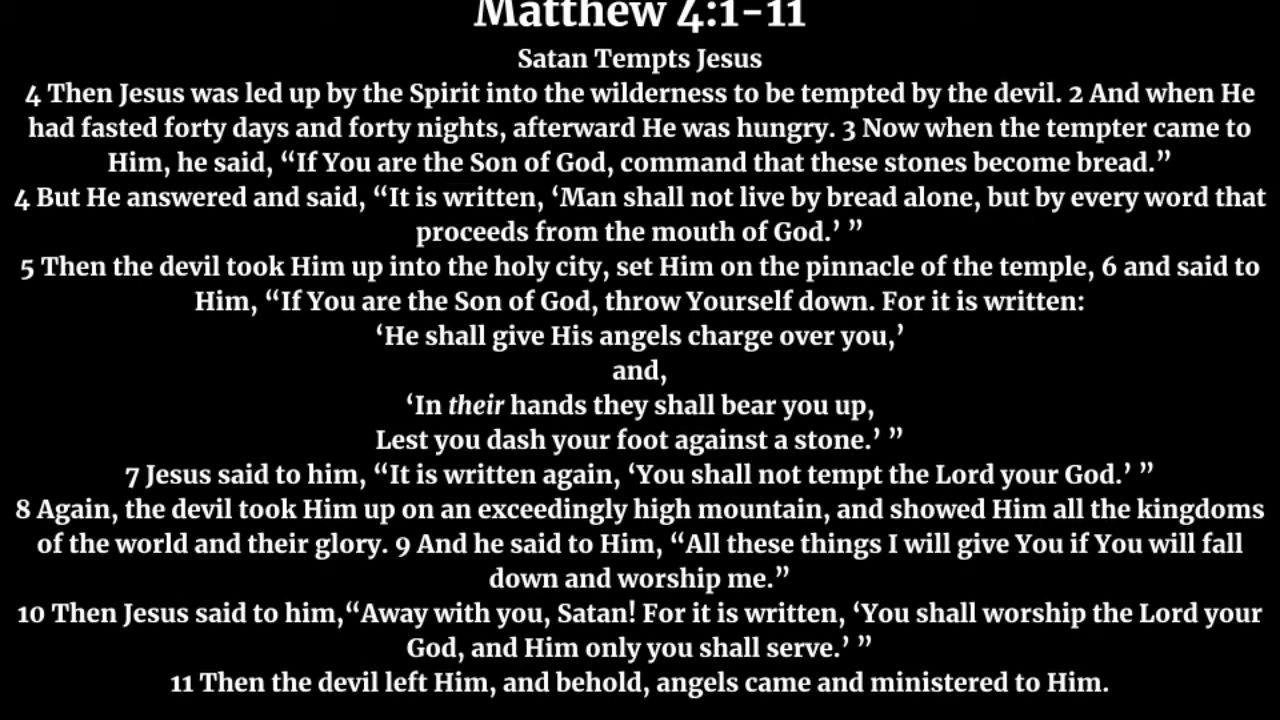 Matthew 4:1-11
Satan Tempts Jesus
4 Then Jesus was led up by the Spirit into the wilderness to be tempted by the devil. 2 And when He
had fasted forty days and forty nights, afterward He was hungry. 3 Now when the tempter came to
Him, he said, “If You are the Son of God, command that these stones become bread.”
4 But He answered and said, “It is written, ‘Man shall not live by bread alone, but by every word that
proceeds from the mouth of God.’ ”
5 Then the devil took Him up into the holy city, set Him on the pinnacle of the temple, 6 and said to
Him, “If You are the Son of God, throw Yourself down. For it is written:
‘He shall give His angels charge over you,’
and,
‘In their hands they shall bear you up,
Lest you dash your foot against a stone.’ ”
7 Jesus said to him, “It is written again, ‘You shall not tempt the Lord your God.’ ”
8 Again, the devil took Him up on an exceedingly high mountain, and showed Him all the kingdoms
of the world and their glory. 9 And he said to Him, “All these things I will give You if You will fall
down and worship me.”
10 Then Jesus said to him,“Away with you, Satan! For it is written, ‘You shall worship the Lord your
God, and Him only you shall serve.’ ”
11 Then the devil left Him, and behold, angels came and ministered to Him.